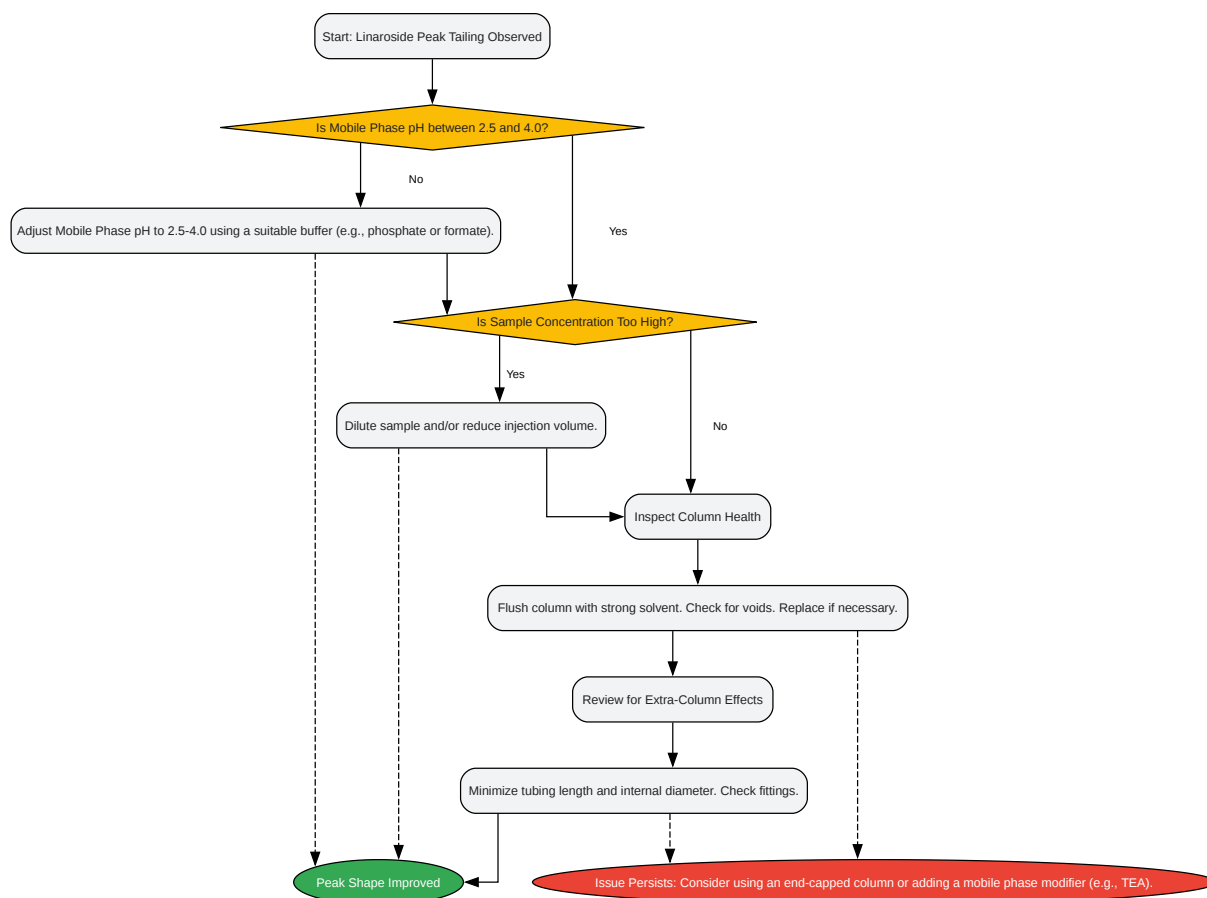 Start: Linaroside Peak Tailing Observed
Is Mobile Phase pH between 2.5 and 4.0?
No
Adjust Mobile Phase pH to 2.5-4.0 using a suitable buffer (e.g., phosphate or formate).
Yes
Is Sample Concentration Too High?
Yes
Dilute sample and/or reduce injection volume.
No
Inspect Column Health
Flush column with strong solvent. Check for voids. Replace if necessary.
Review for Extra-Column Effects
Minimize tubing length and internal diameter. Check fittings.
Peak Shape Improved
Issue Persists: Consider using an end-capped column or adding a mobile phase modifier (e.g., TEA).